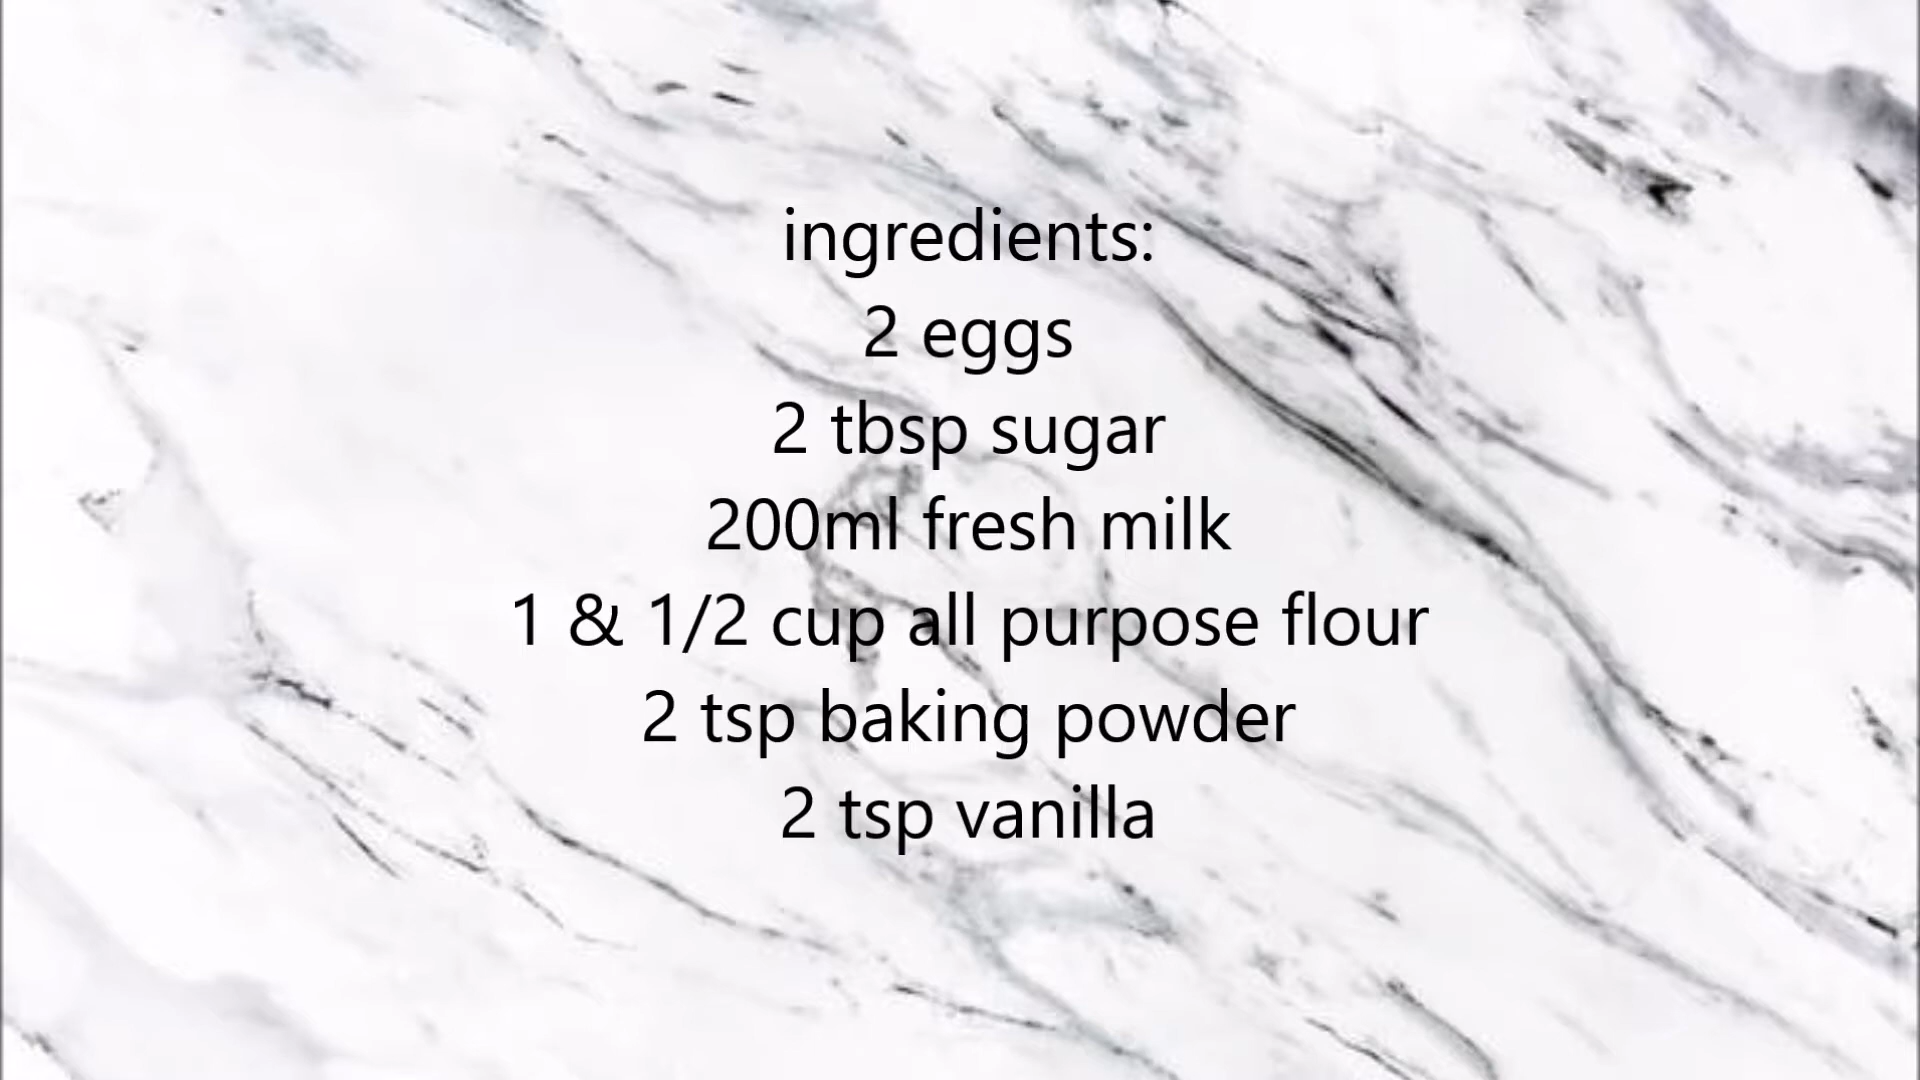 ingredients:
2 eggs
2 tbsp sugar
200ml fresh milk
1 & 1/2 cup all purpose flour
2 tsp baking powder
2 tsp vanilla